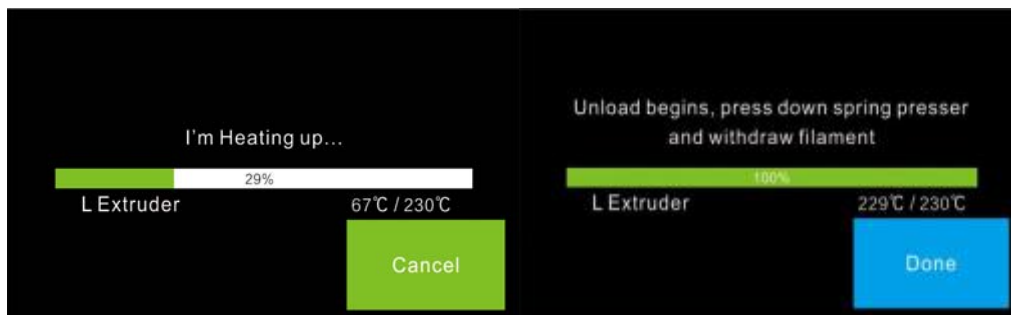 I'm Heating up...
29%
L Extruder 67℃ / 230℃
Cancel
Unload begins, press down spring presser
and withdraw filament
100%
L Extruder 229℃ / 230℃
Done